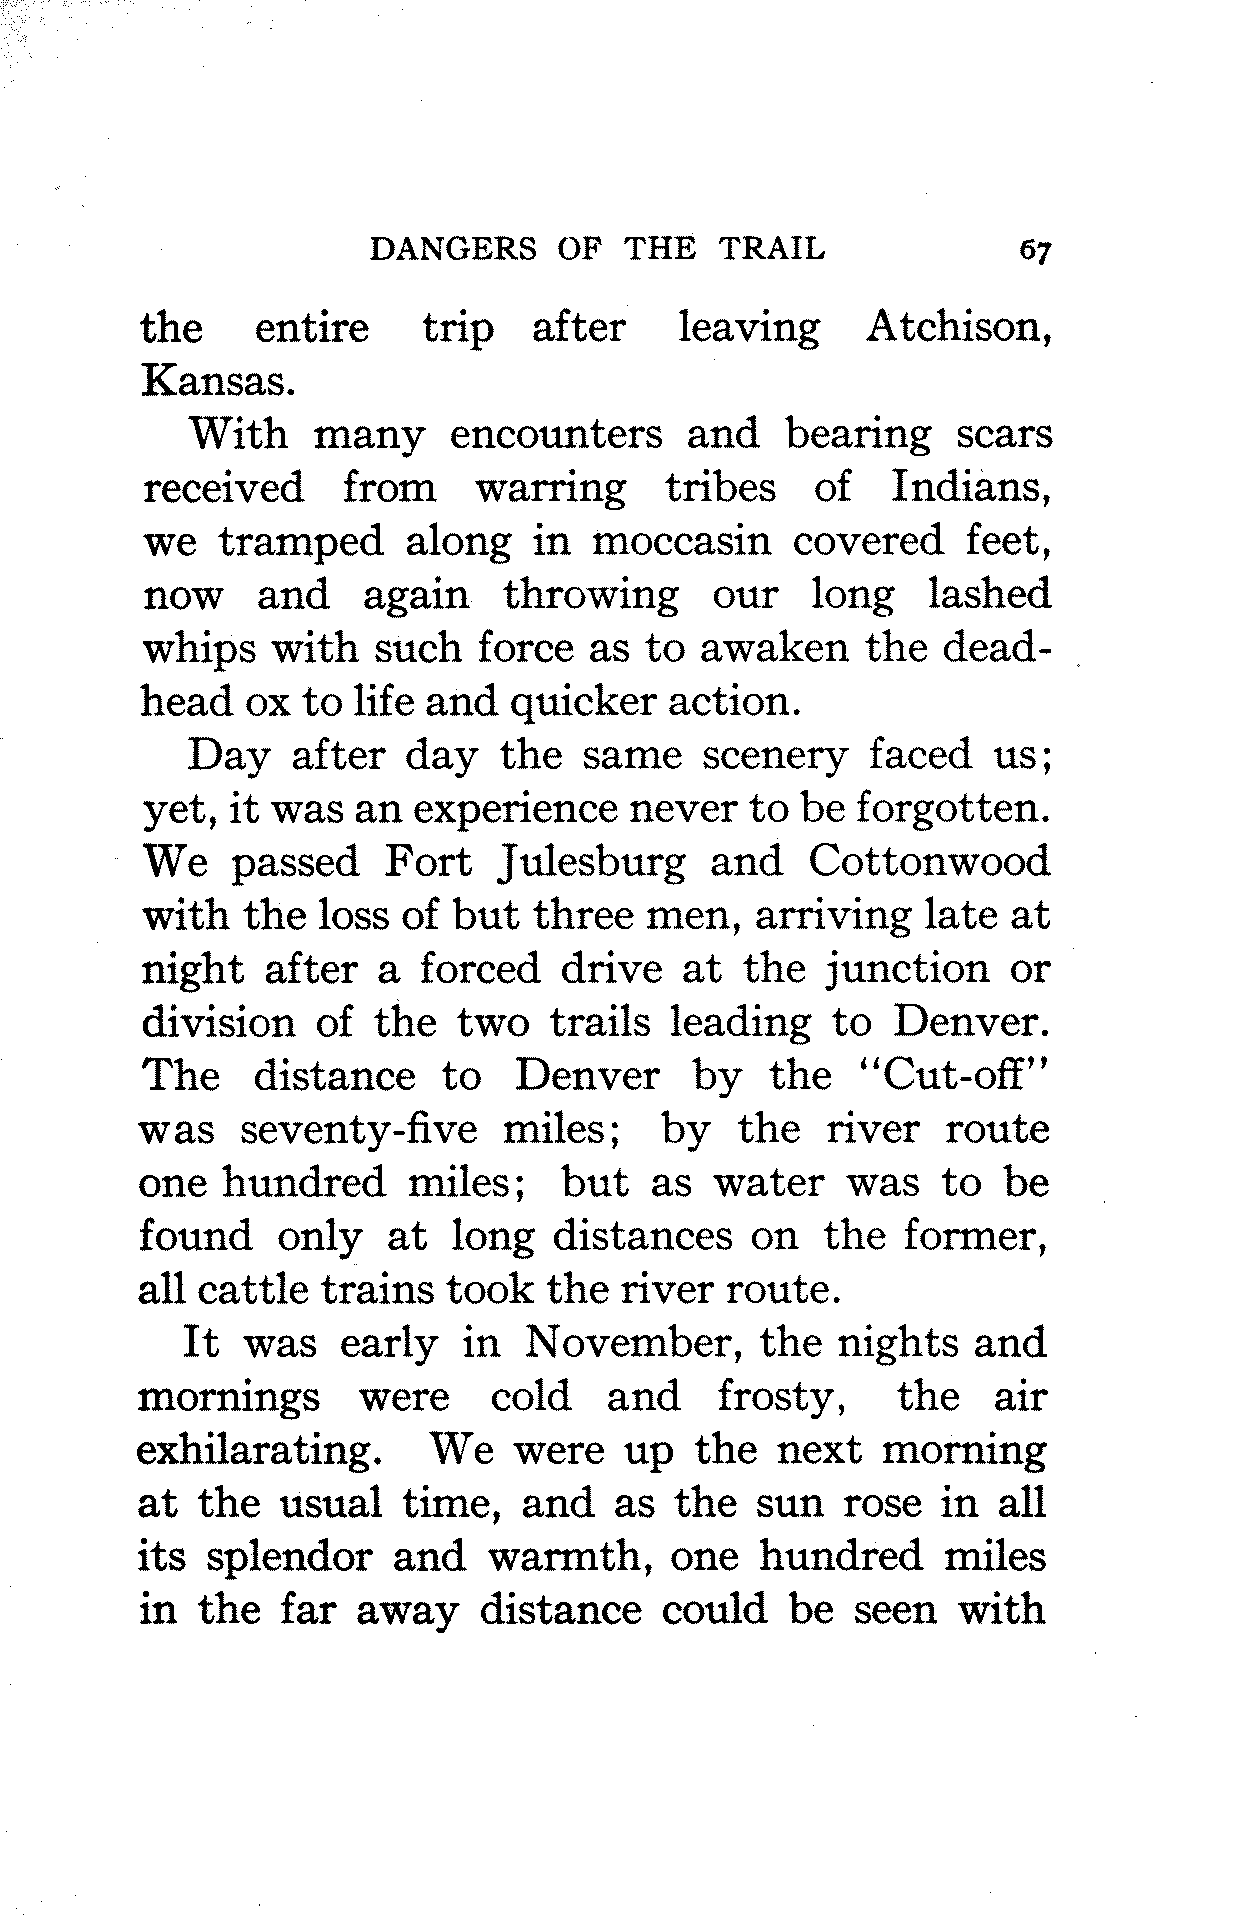 DANGERS OF THE TRAIL 67
the entire trip after leaving Atchison,
Kansas.
With many encounters and bearing scars
received from warring tribes of Indians,
we tramped along in moccasin covered feet,
now and again throwing our long lashed
whips with such force as to awaken the dead-
head ox to life and quicker action.
Day after day the same scenery faced us;
yet, it was an experience never to be forgotten.
We passed Fort Julesburg and Cottonwood
with the loss of but three men, arriving late at
night after a forced drive at the junction or
division of the two trails leading to Denver.
The distance to Denver by the "Cut-off"
was seventy-five miles; by the river route
one hundred miles; but as water was to be
found only at long distances on the former,
all cattle trains took the river route.
It was early in November, the nights and
mornings were cold and frosty, the air
exhilarating. We were up the next morning
at the usual time, and as the sun rose in all
its splendor and warmth, one hundred miles
in the far away distance could be seen with